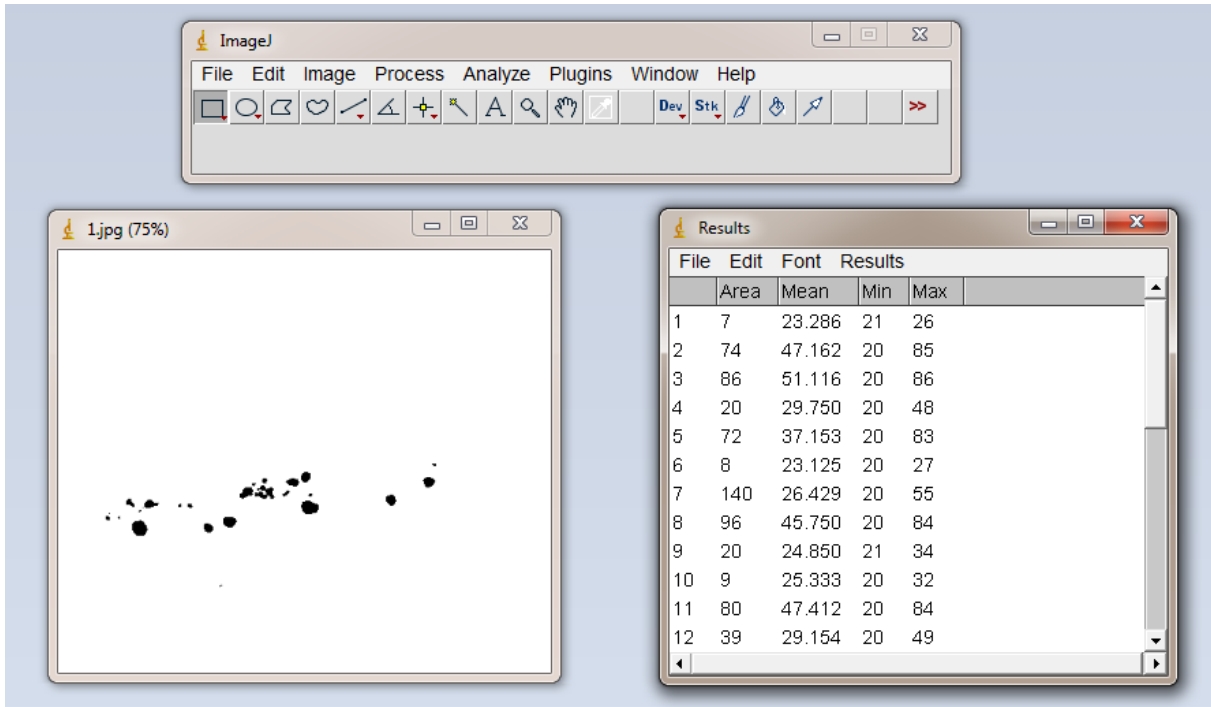 ImageJ
File Edit Image Process Analyze Plugins Window Help
A Dev Stk >>
1.jpg (75%)
Results
File Edit Font Results
Area Mean Min Max
1 7 23.286 21 26
2 74 47.162 20 85
3 86 51.116 20 86
4 20 29.750 20 48
5 72 37.153 20 83
6 8 23.125 20 27
7 140 26.429 20 55
8 96 45.750 20 84
9 20 24.850 21 34
10 9 25.333 20 32
11 80 47.412 20 84
12 39 29.154 20 49